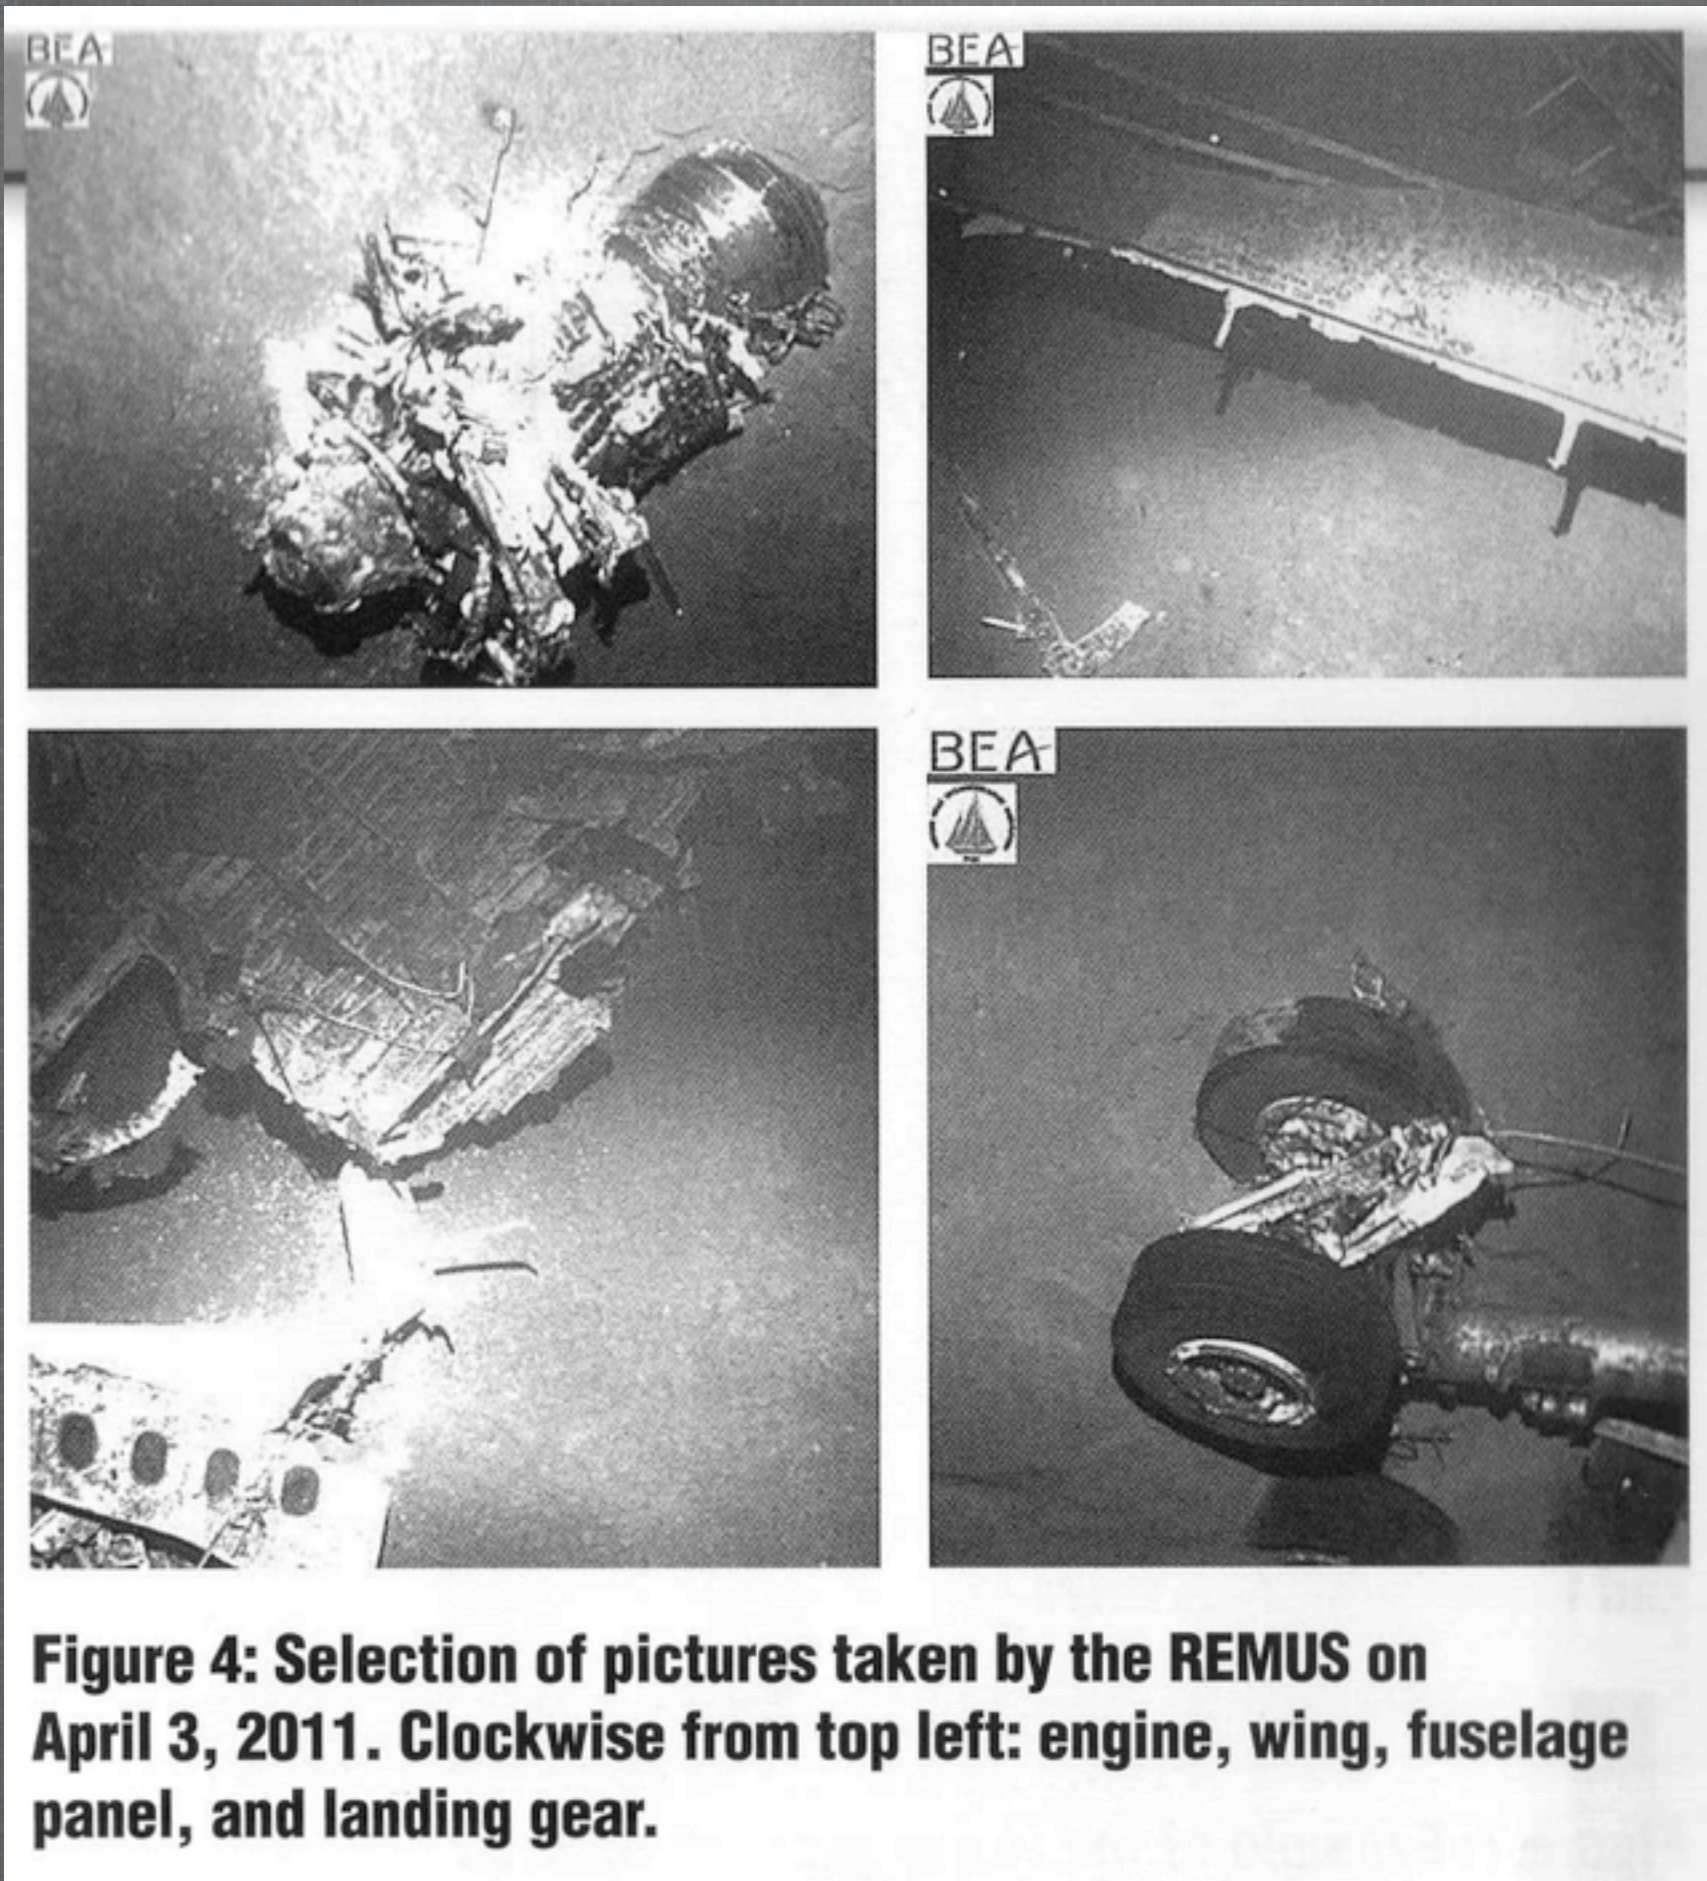 BEA
BEA
BEA
Figure 4: Selection of pictures taken by the REMUS on
April 3, 2011. Clockwise from top left: engine, wing, fuselage
panel, and landing gear.